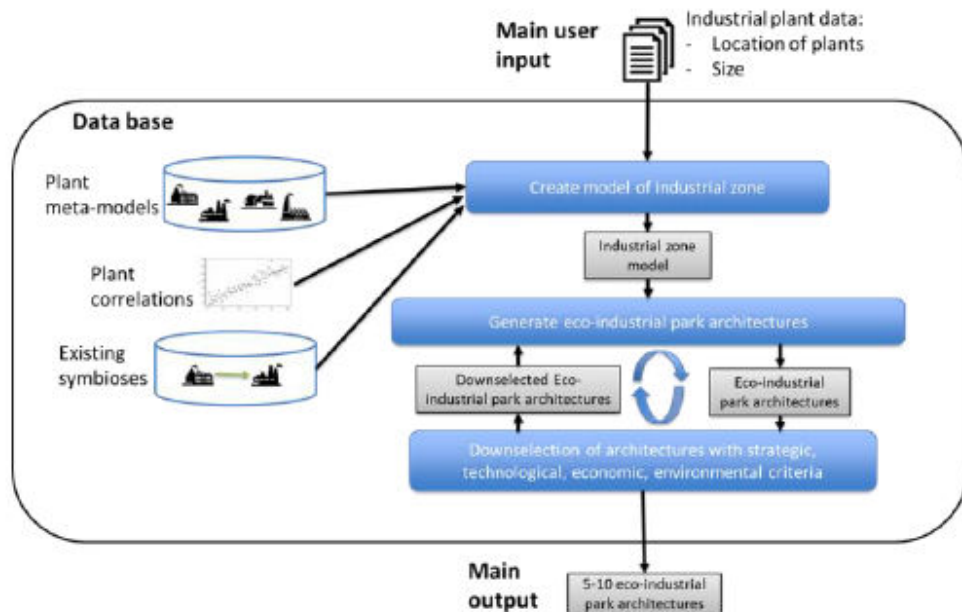 Main user
input
Industrial plant data:
- Location of plants
- Size
Data base
Plant
meta-models
Create model of industrial zone
Industrial zone
model
Plant
correlations
Generate eco-industrial park architectures
Existing
symbioses
Downselected Eco-
industrial park architectures
Eco-industrial
park architectures
Downselection of architectures with strategic,
technological, economic, environmental criteria
Main
output
5-10 eco-industrial
park architectures